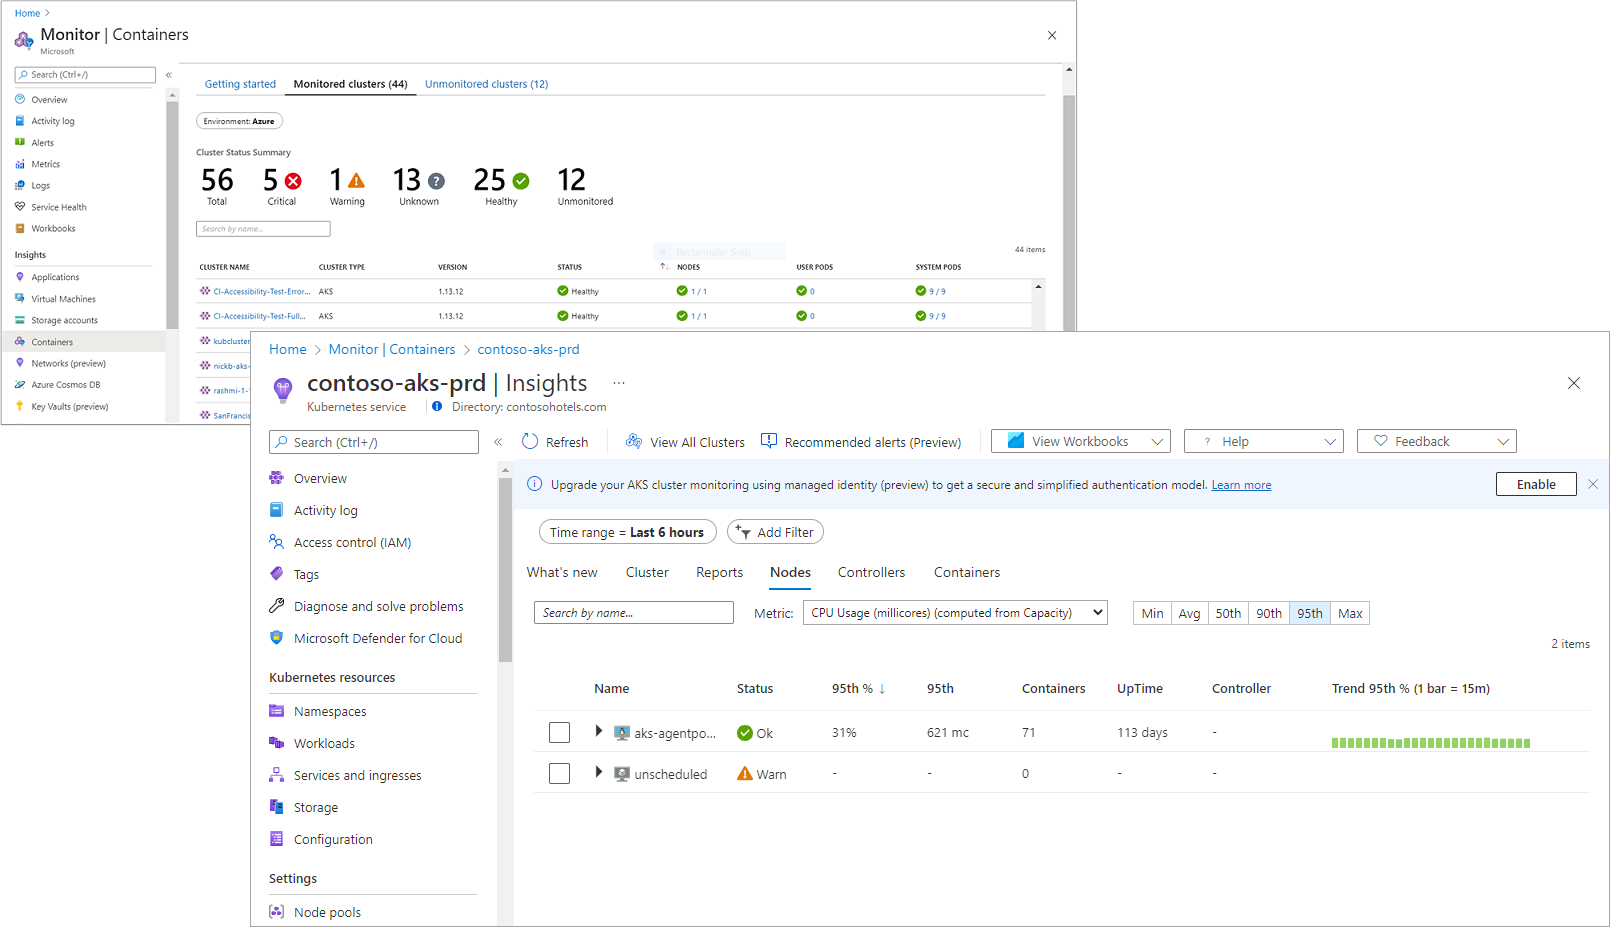 Home >
Monitor | Containers
Microsoft
Search (Ctrl+/) «
Overview
Activity log
Alerts
Metrics
Logs
Service Health
Workbooks
Insights
Applications
Virtual Machines
Storage accounts
Containers
Networks (preview)
Azure Cosmos DB
Key Vaults (preview)
Getting started Monitored clusters (44) Unmonitored clusters (12)
Environment: Azure
Cluster Status Summary
56 5 1 13 25 12
Total Critical Warning Unknown Healthy Unmonitored
Search by name...
Rectangular Snip
44 items
CLUSTER NAME CLUSTER TYPE VERSION STATUS NODES USER PODS SYSTEM PODS
CI-Accessibility-Test-Error... AKS 1.13.12 Healthy 1 / 1 0 9 / 9
CI-Accessibility-Test-Full... AKS 1.13.12 Healthy 1 / 1 0 9 / 9
kubcluster
nickb-aks-
rashmi-1-1
SanFrancis
Home > Monitor | Containers > contoso-aks-prd
contoso-aks-prd | Insights ...
Kubernetes service Directory: contosohotels.com
Search (Ctrl+/) «
Overview
Activity log
Access control (IAM)
Tags
Diagnose and solve problems
Microsoft Defender for Cloud
Kubernetes resources
Namespaces
Workloads
Services and ingresses
Storage
Configuration
Settings
Node pools
Refresh View All Clusters Recommended alerts (Preview) View Workbooks ? Help Feedback
Upgrade your AKS cluster monitoring using managed identity (preview) to get a secure and simplified authentication model. Learn more Enable
Time range = Last 6 hours Add Filter
What's new Cluster Reports Nodes Controllers Containers
Search by name... Metric: CPU Usage (millicores) (computed from Capacity) Min Avg 50th 90th 95th Max
2 items
Name Status 95th % ↓ 95th Containers UpTime Controller Trend 95th % (1 bar = 15m)
aks-agentpo... Ok 31% 621 mc 71 113 days -
unscheduled Warn - - 0 - -